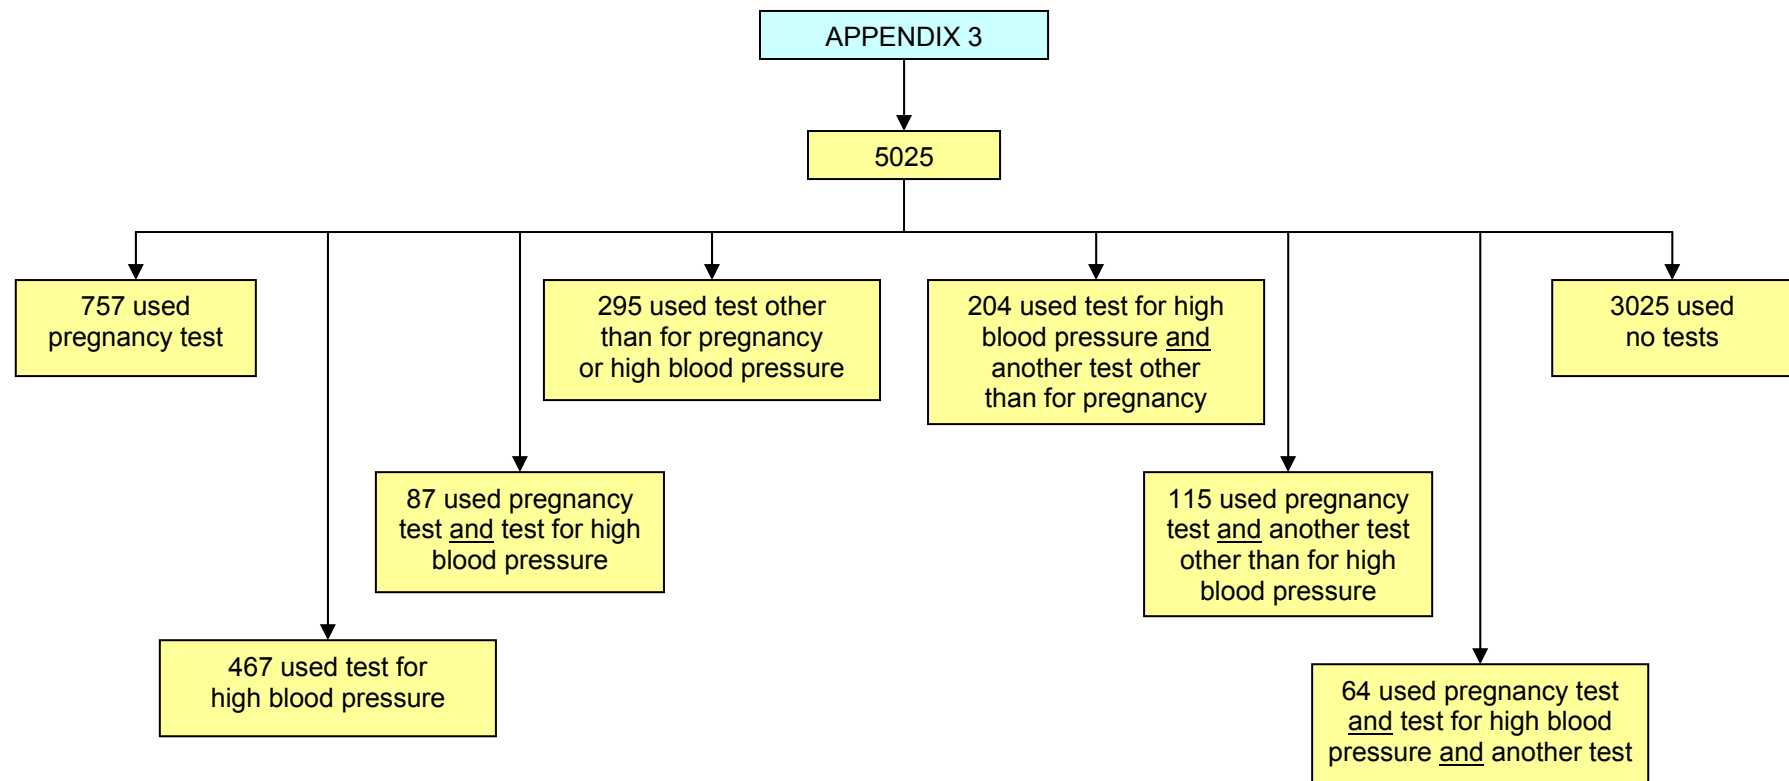 APPENDIX 3
5025
757 used
pregnancy test
295 used test other
than for pregnancy
or high blood pressure
204 used test for high
blood pressure and
another test other
than for pregnancy
3025 used
no tests
87 used pregnancy
test and test for high
blood pressure
115 used pregnancy
test and another test
other than for high
blood pressure
467 used test for
high blood pressure
64 used pregnancy test
and test for high blood
pressure and another test